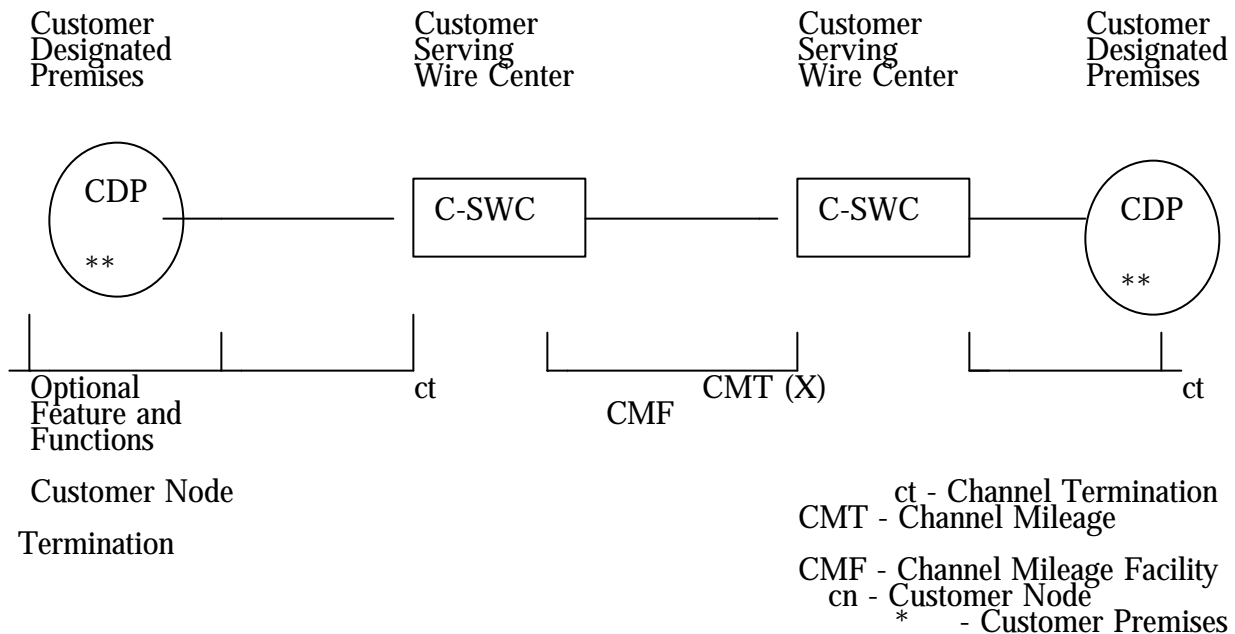 Customer Designated Premises
Customer Serving Wire Center
Customer Serving Wire Center
Customer Designated Premises
CDP
**
C-SWC
C-SWC
CDP
**
Optional Feature and Functions
ct
CMT (X)
CMF
ct
Customer Node
Termination
ct - Channel Termination
CMT - Channel Mileage
CMF - Channel Mileage Facility
cn - Customer Node
* - Customer Premises